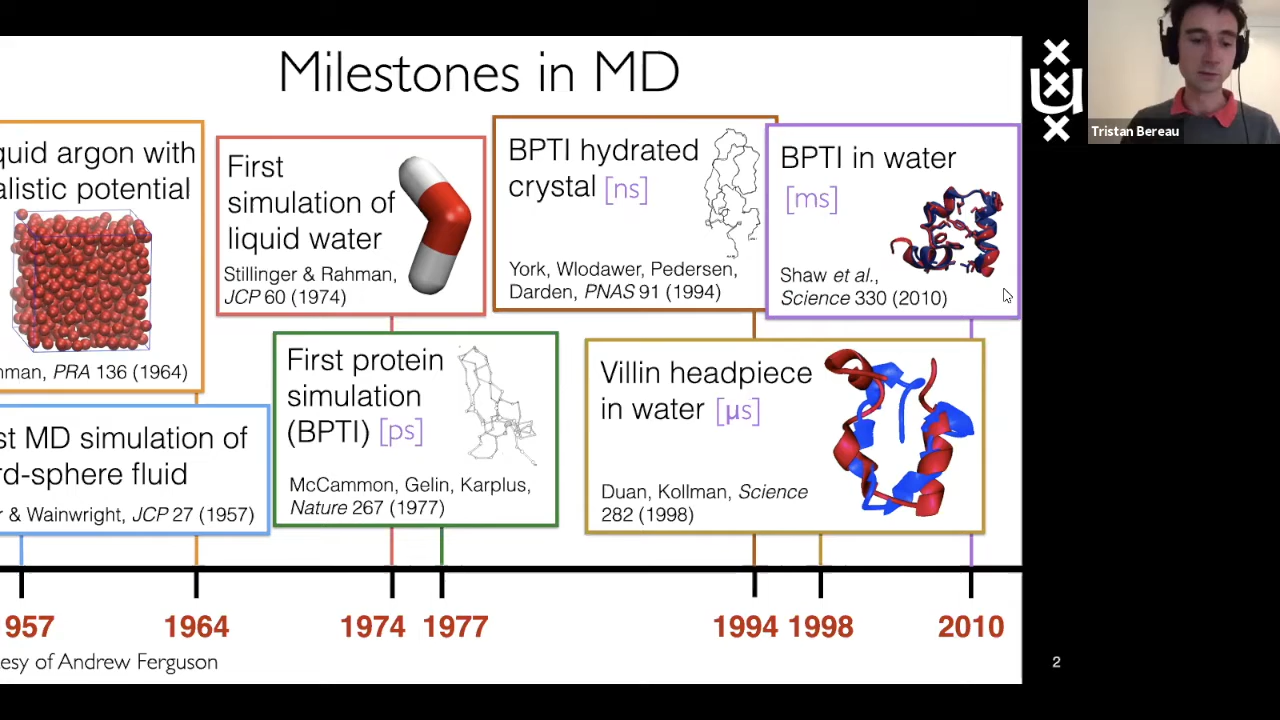 Milestones in MD
Tristan Bereau
quid argon with
alistic potential
hman, PRA 136 (1964)
First
simulation of
liquid water
Stillinger & Rahman,
JCP 60 (1974)
BPTI hydrated
crystal [ns]
York, Wlodawer, Pedersen,
Darden, PNAS 91 (1994)
BPTI in water
[ms]
Shaw et al.,
Science 330 (2010)
st MD simulation of
rd-sphere fluid
r & Wainwright, JCP 27 (1957)
First protein
simulation
(BPTI) [ps]
McCammon, Gelin, Karplus,
Nature 267 (1977)
Villin headpiece
in water [μs]
Duan, Kollman, Science
282 (1998)
957 1964 1974 1977 1994 1998 2010
esy of Andrew Ferguson
2